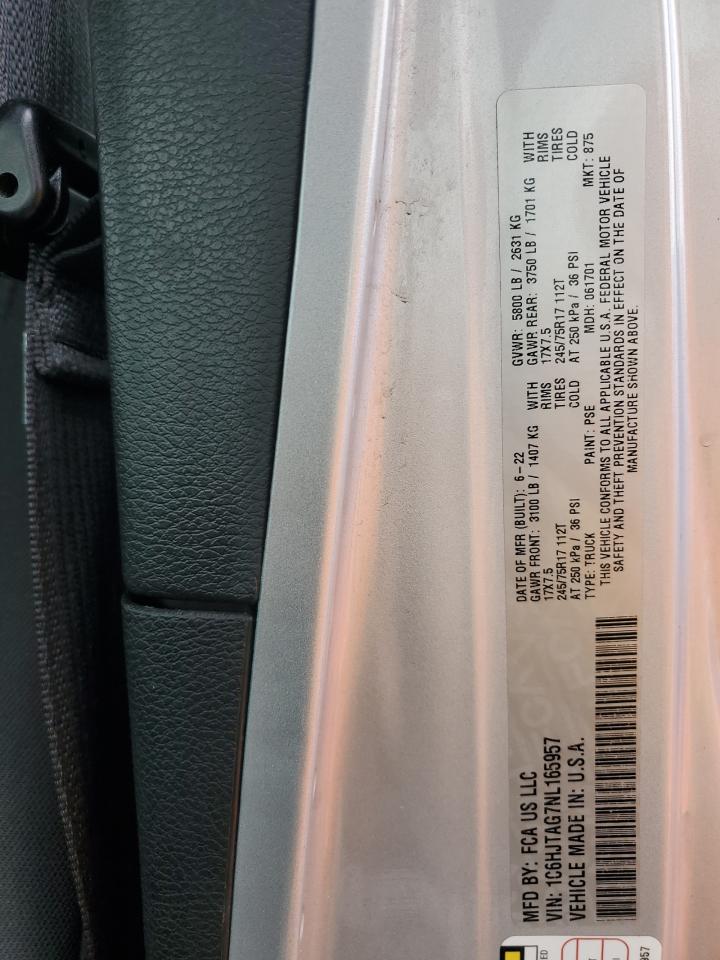 MFD BY: FCA US LLC
VIN: 1C6HJTAG7NL165957
VEHICLE MADE IN: U.S.A.
DATE OF MFR (BUILT): 6-22 GVWR: 5800 LB / 2631 KG
GAWR FRONT: 3100 LB / 1407 KG WITH GAWR REAR: 3750 LB / 1701 KG WITH
17X7.5 RIMS 17X7.5 RIMS
245/75R17 112T TIRES 245/75R17 112T TIRES
AT 250 kPa / 36 PSI COLD AT 250 kPa / 36 PSI COLD
TYPE: TRUCK PAINT: PSE MDH: 061701 MKT: 875
THIS VEHICLE CONFORMS TO ALL APPLICABLE U.S.A. FEDERAL MOTOR VEHICLE
SAFETY AND THEFT PREVENTION STANDARDS IN EFFECT ON THE DATE OF
MANUFACTURE SHOWN ABOVE.
ED
957